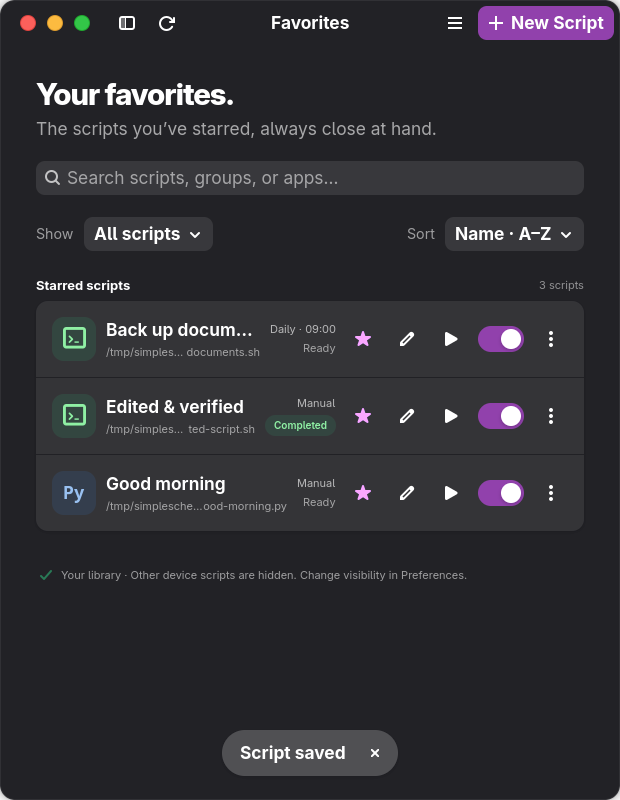 Favorites
New Script
Your favorites.
The scripts you’ve starred, always close at hand.
Search scripts, groups, or apps...
Show All scripts Sort Name · A–Z
Starred scripts 3 scripts
Back up docum... Daily · 09:00
/tmp/simples... documents.sh Ready
Edited & verified Manual
/tmp/simples... ted-script.sh Completed
Py Good morning Manual
/tmp/simplesche...ood-morning.py Ready
Your library · Other device scripts are hidden. Change visibility in Preferences.
Script saved